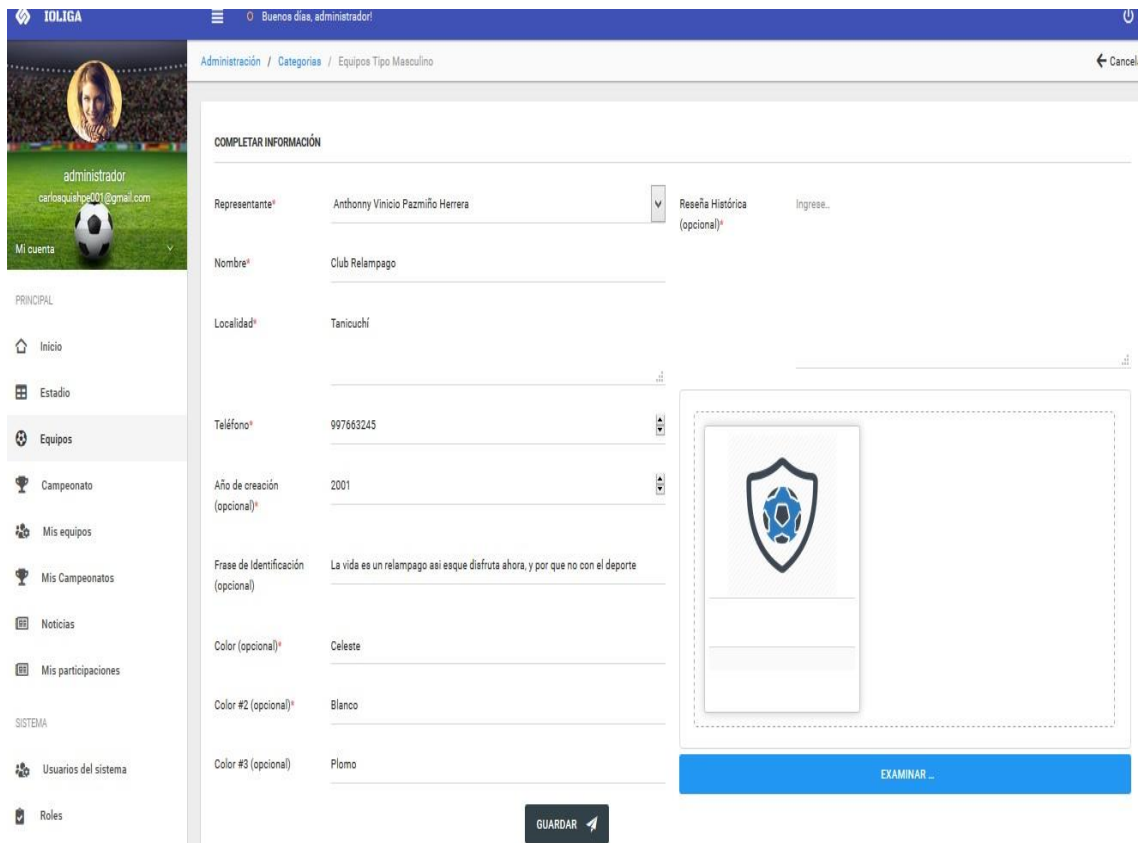 IOLIGA
Buenos días, administrador!
Administración / Categorias / Equipos Tipo Masculino
Cancela
administrador
carlosquishpe001@gmail.com
Mi cuenta
PRINCIPAL
Inicio
Estadio
Equipos
Campeonato
Mis equipos
Mis Campeonatos
Noticias
Mis participaciones
SISTEMA
Usuarios del sistema
Roles
COMPLETAR INFORMACIÓN
Representante*
Anthonny Vinicio Pazmiño Herrera
Nombre*
Club Relampago
Localidad*
Tanicuchí
Teléfono*
997663245
Año de creación
(opcional)*
2001
Frase de Identificación
(opcional)
La vida es un relampago asi esque disfruta ahora, y por que no con el deporte
Color (opcional)*
Celeste
Color #2 (opcional)*
Blanco
Color #3 (opcional)
Plomo
Reseña Histórica
(opcional)*
Ingrese...
EXAMINAR ...
GUARDAR